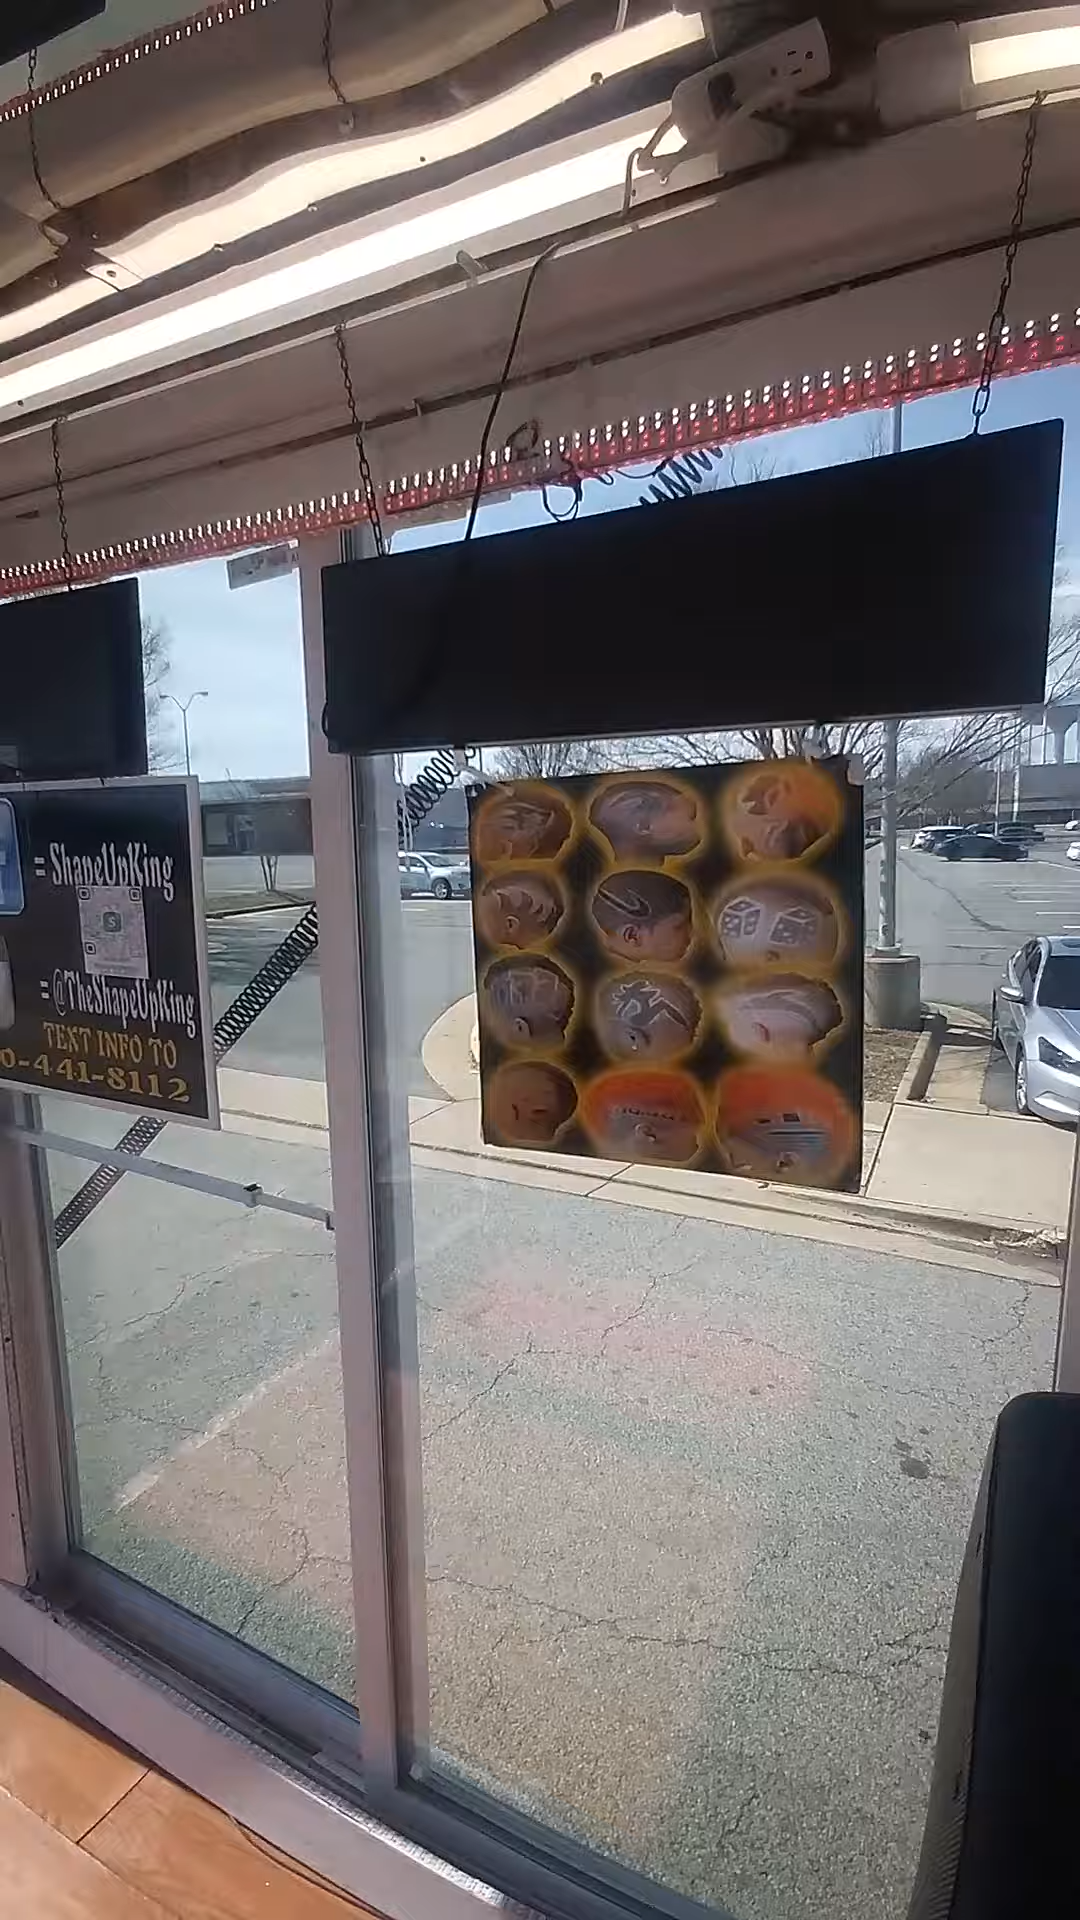 = ShapeUpKing
S
= @TheShapeUpKing
TEXT INFO TO
0-441-8112